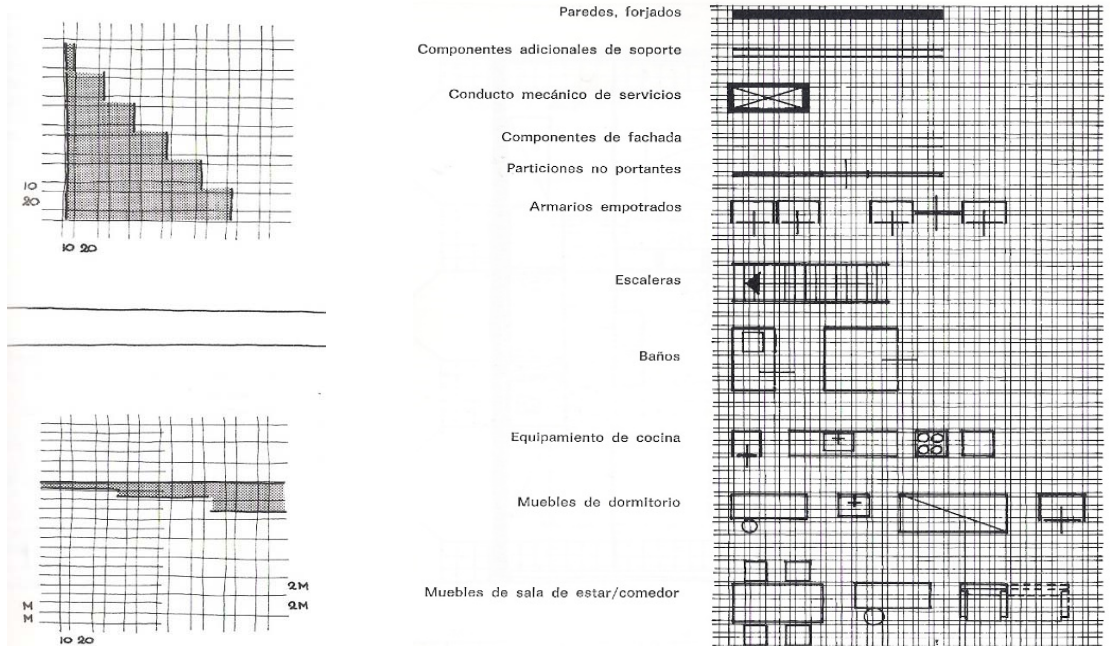 10
20
10 20
M
M
2M
2M
10 20
Paredes, forjados
Componentes adicionales de soporte
Conducto mecánico de servicios
Componentes de fachada
Particiones no portantes
Armarios empotrados
Escaleras
Baños
Equipamiento de cocina
Muebles de dormitorio
Muebles de sala de estar/comedor